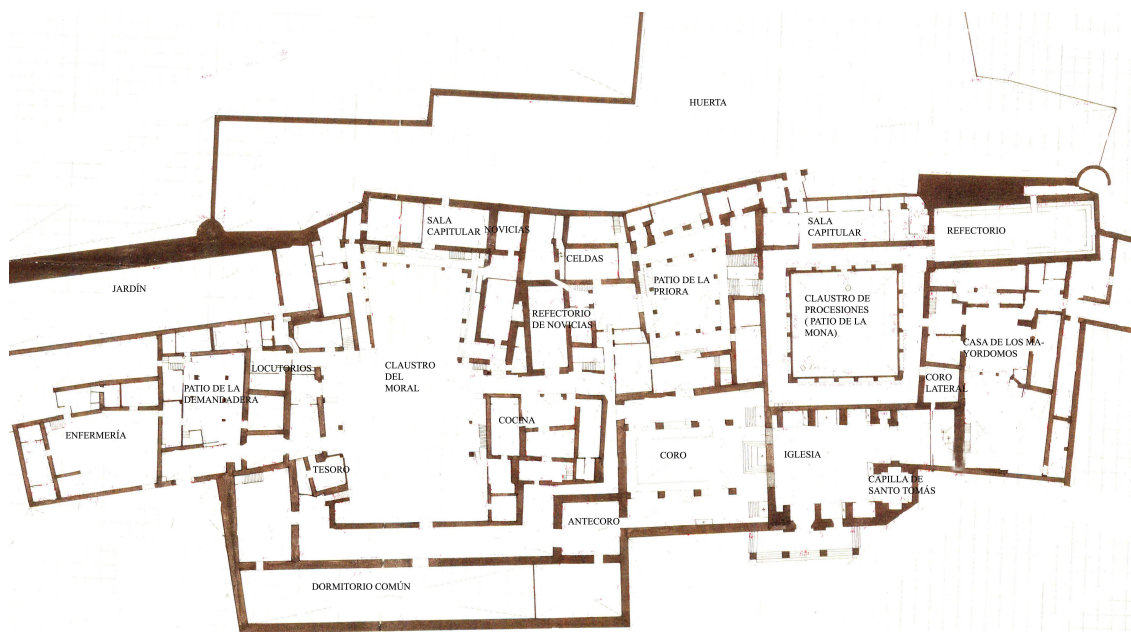 HUERTA
SALA
CAPITULAR
NOVICIAS
SALA
CAPITULAR
REFECTORIO
CELDAS
JARDÍN
PATIO DE LA
PRIORA
CLAUSTRO DE
PROCESIONES
( PATIO DE LA
MONA)
REFECTORIO
DE NOVICIAS
CASA DE LOS MA-
YORDOMOS
LOCUTORIOS
CLAUSTRO
DEL
MORAL
PATIO DE LA
DEMANDADERA
CORO
LATERAL
ENFERMERÍA
COCINA
CORO
IGLESIA
TESORO
CAPILLA DE
SANTO TOMÁS
ANTECORO
DORMITORIO COMÚN